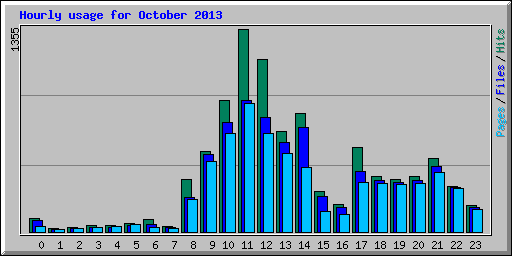 Hourly usage for October 2013
1355
Pages / Files / Hits
0 1 2 3 4 5 6 7 8 9 10 11 12 13 14 15 16 17 18 19 20 21 22 23